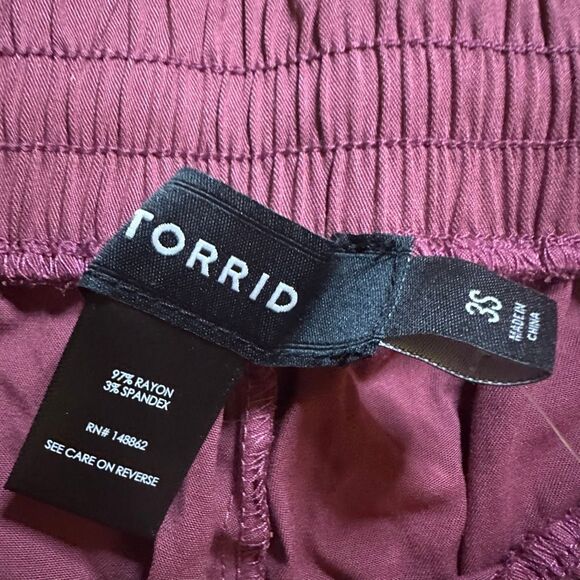 TORRID
3S
MADE IN
CHINA
97% RAYON
3% SPANDEX
RN# 148862
SEE CARE ON REVERSE